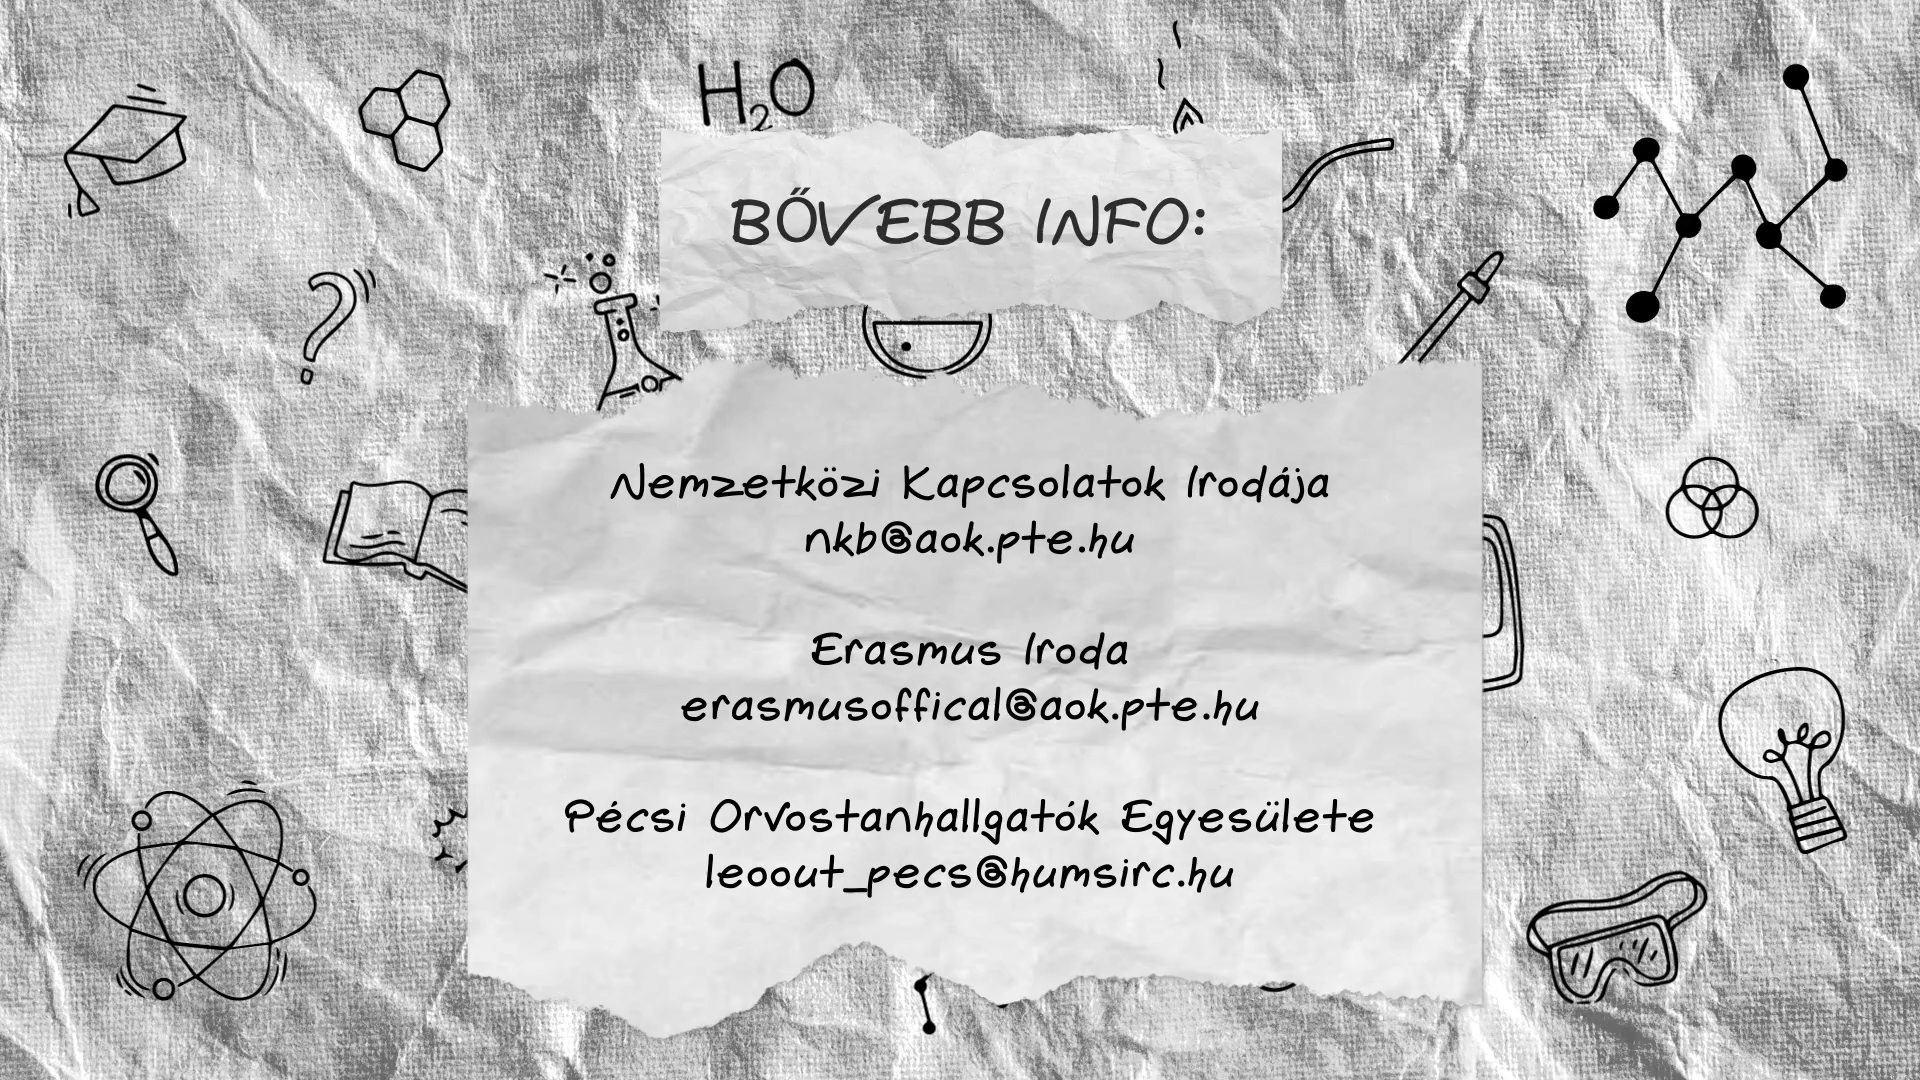 H₂O
BŐVEBB INFO:
Nemzetközi Kapcsolatok Irodája
nkb@aok.pte.hu
Erasmus Iroda
erasmusoffical@aok.pte.hu
Pécsi Orvostanhallgatók Egyesülete
leoout_pecs@humsirc.hu